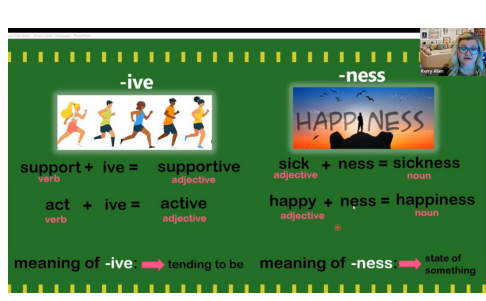 Kerry Allen
-ive
-ness
HAPPINESS
support + ive = supportive
verb adjective
act + ive = active
verb adjective
meaning of -ive: tending to be
sick + ness = sickness
adjective noun
happy + ness = happiness
adjective noun
meaning of -ness: state of
something